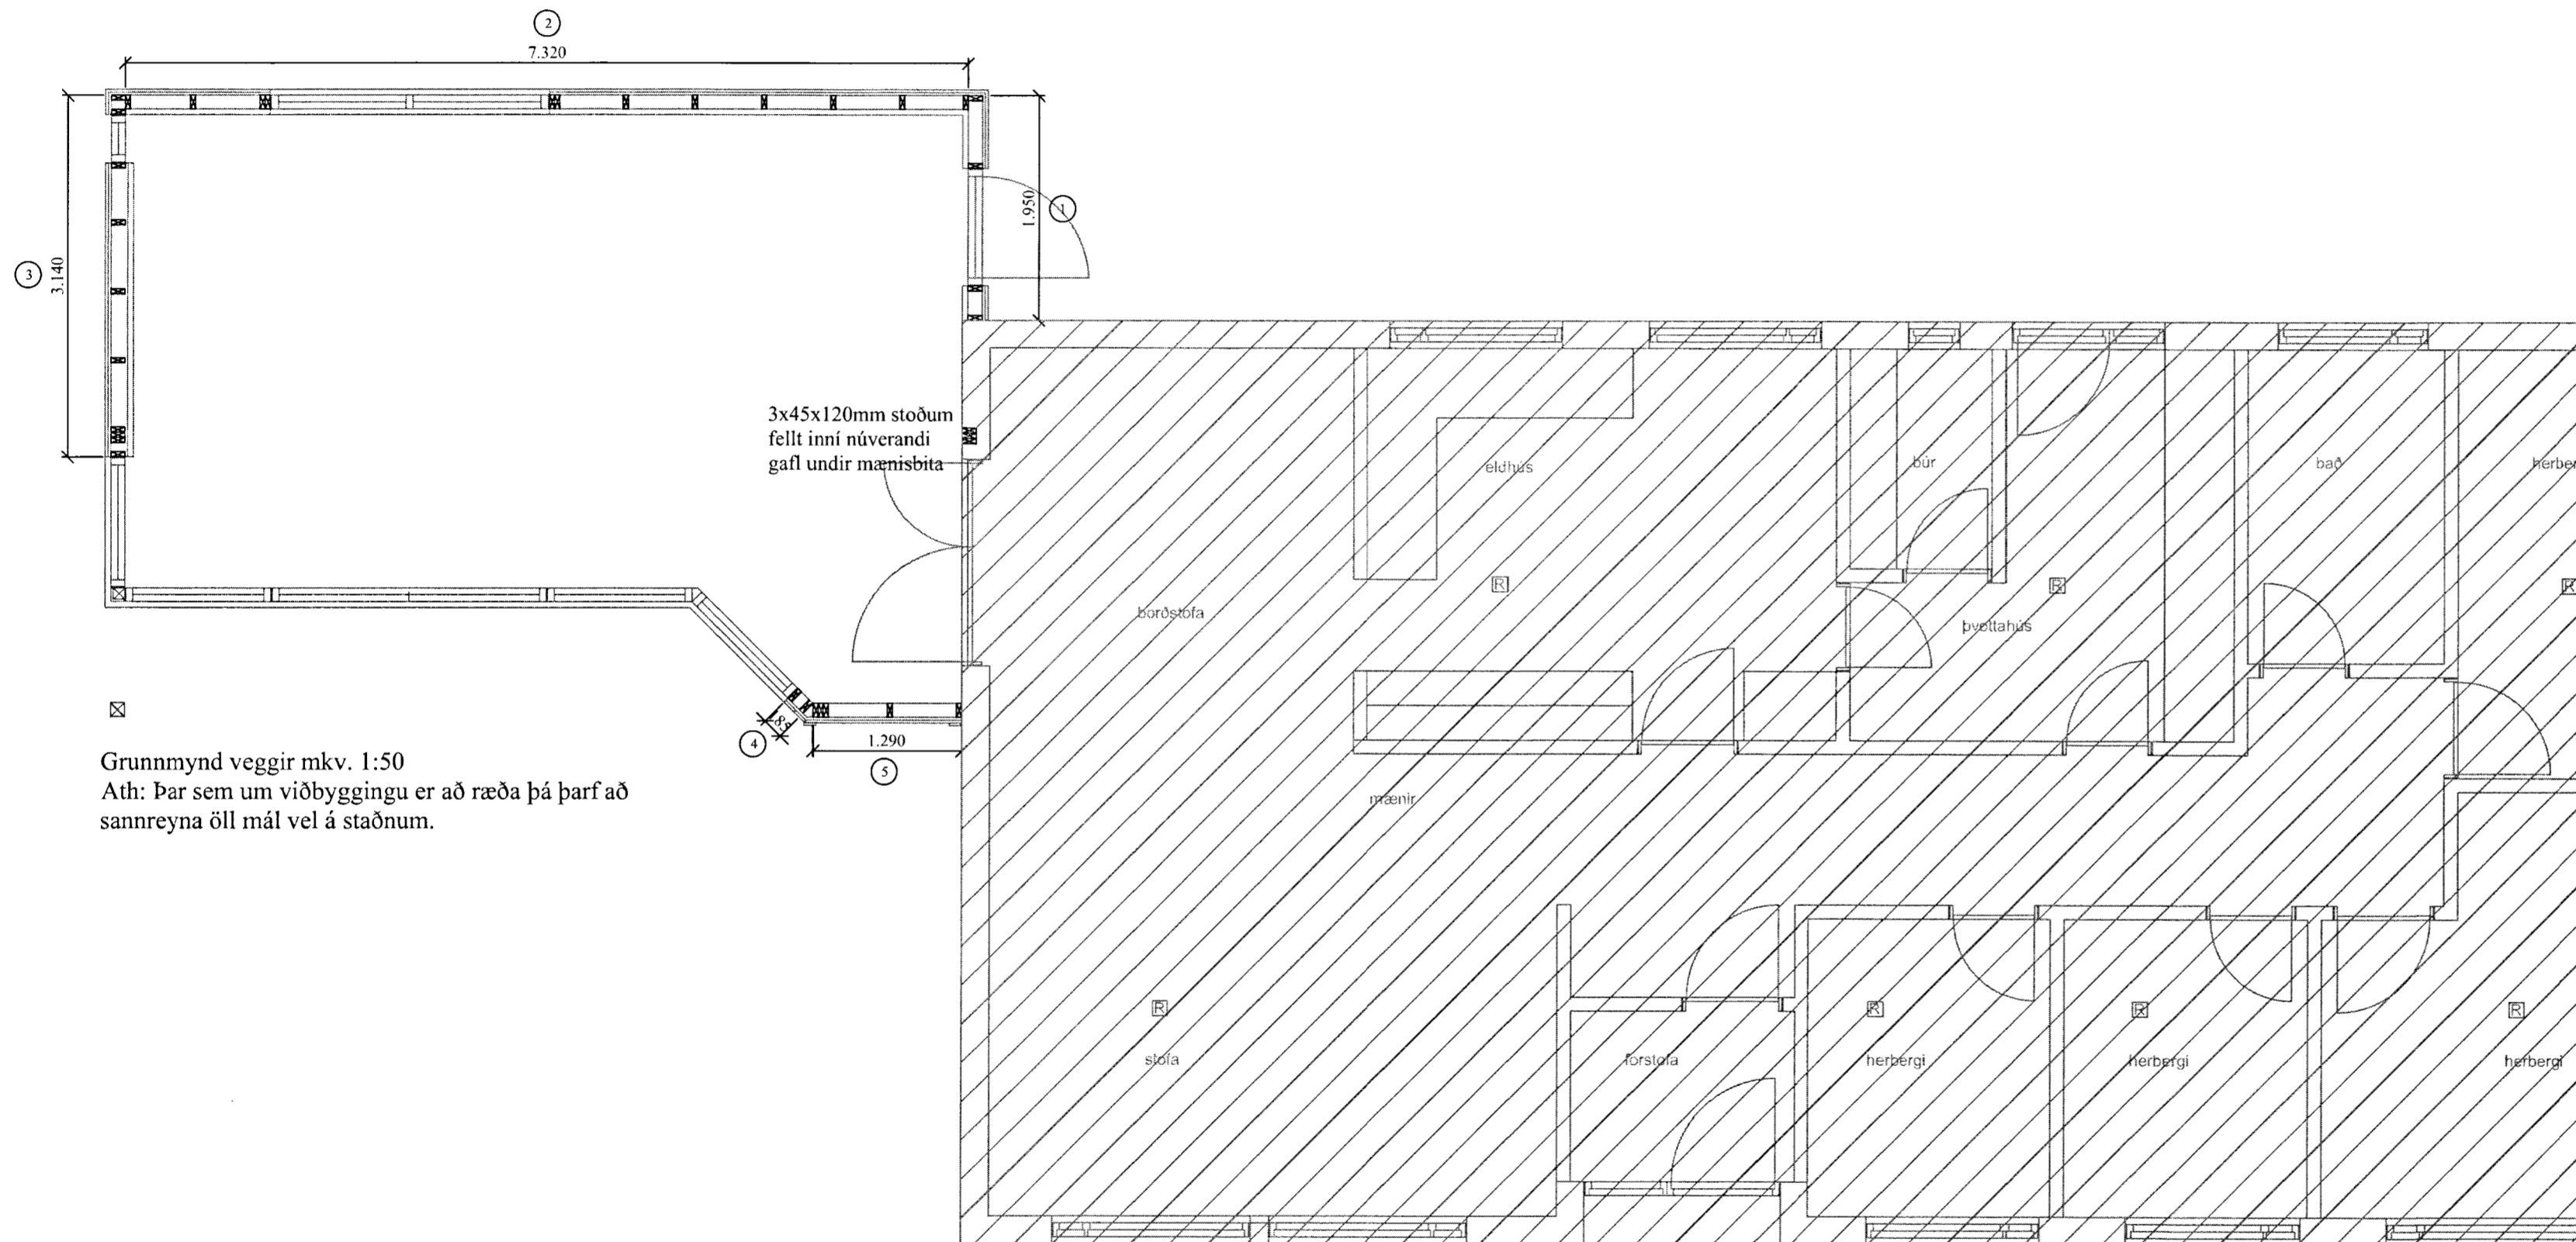 2
7.320
1.950
1
3
3.140
3x45x120mm stoðum
fellt inní núverandi
gafl undir mænisbita
eldhús
búr
bað
R
R
R
borðstofa
þvottahús
85
4
1.290
5
Grunnmynd veggir mkv. 1:50
Ath: Þar sem um viðbyggingu er að ræða þá þarf að
sannreyna öll mál vel á staðnum.
mænir
R
R
R
R
stofa
forstofa
herbergi
herbergi
herbergi